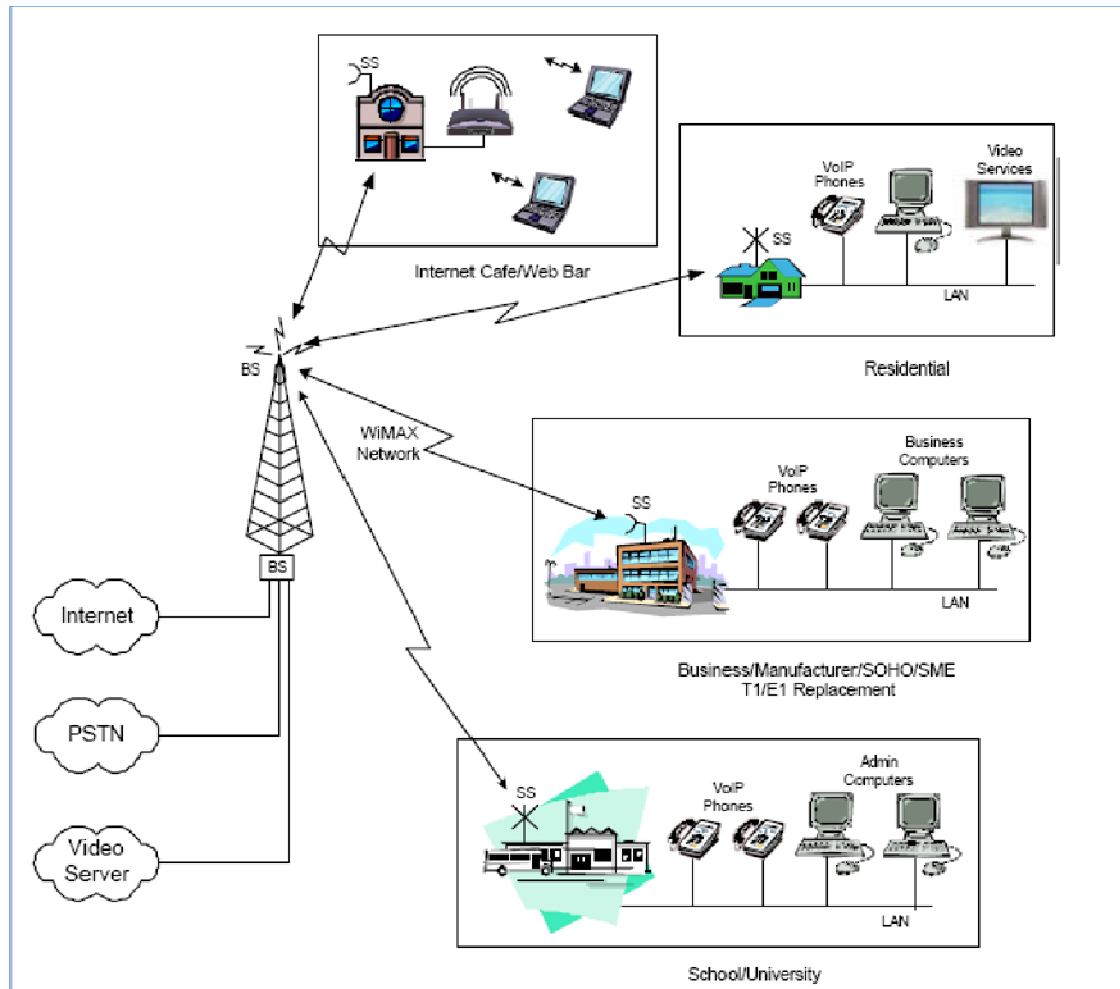 SS
Internet Cafe/Web Bar
VoIP
Phones
Video
Services
SS
LAN
Residential
BS
WiMAX
Network
SS
VoIP
Phones
Business
Computers
LAN
Business/Manufacturer/SOHO/SME
T1/E1 Replacement
BS
Internet
PSTN
Video
Server
SS
VoIP
Phones
Admin
Computers
LAN
School/University